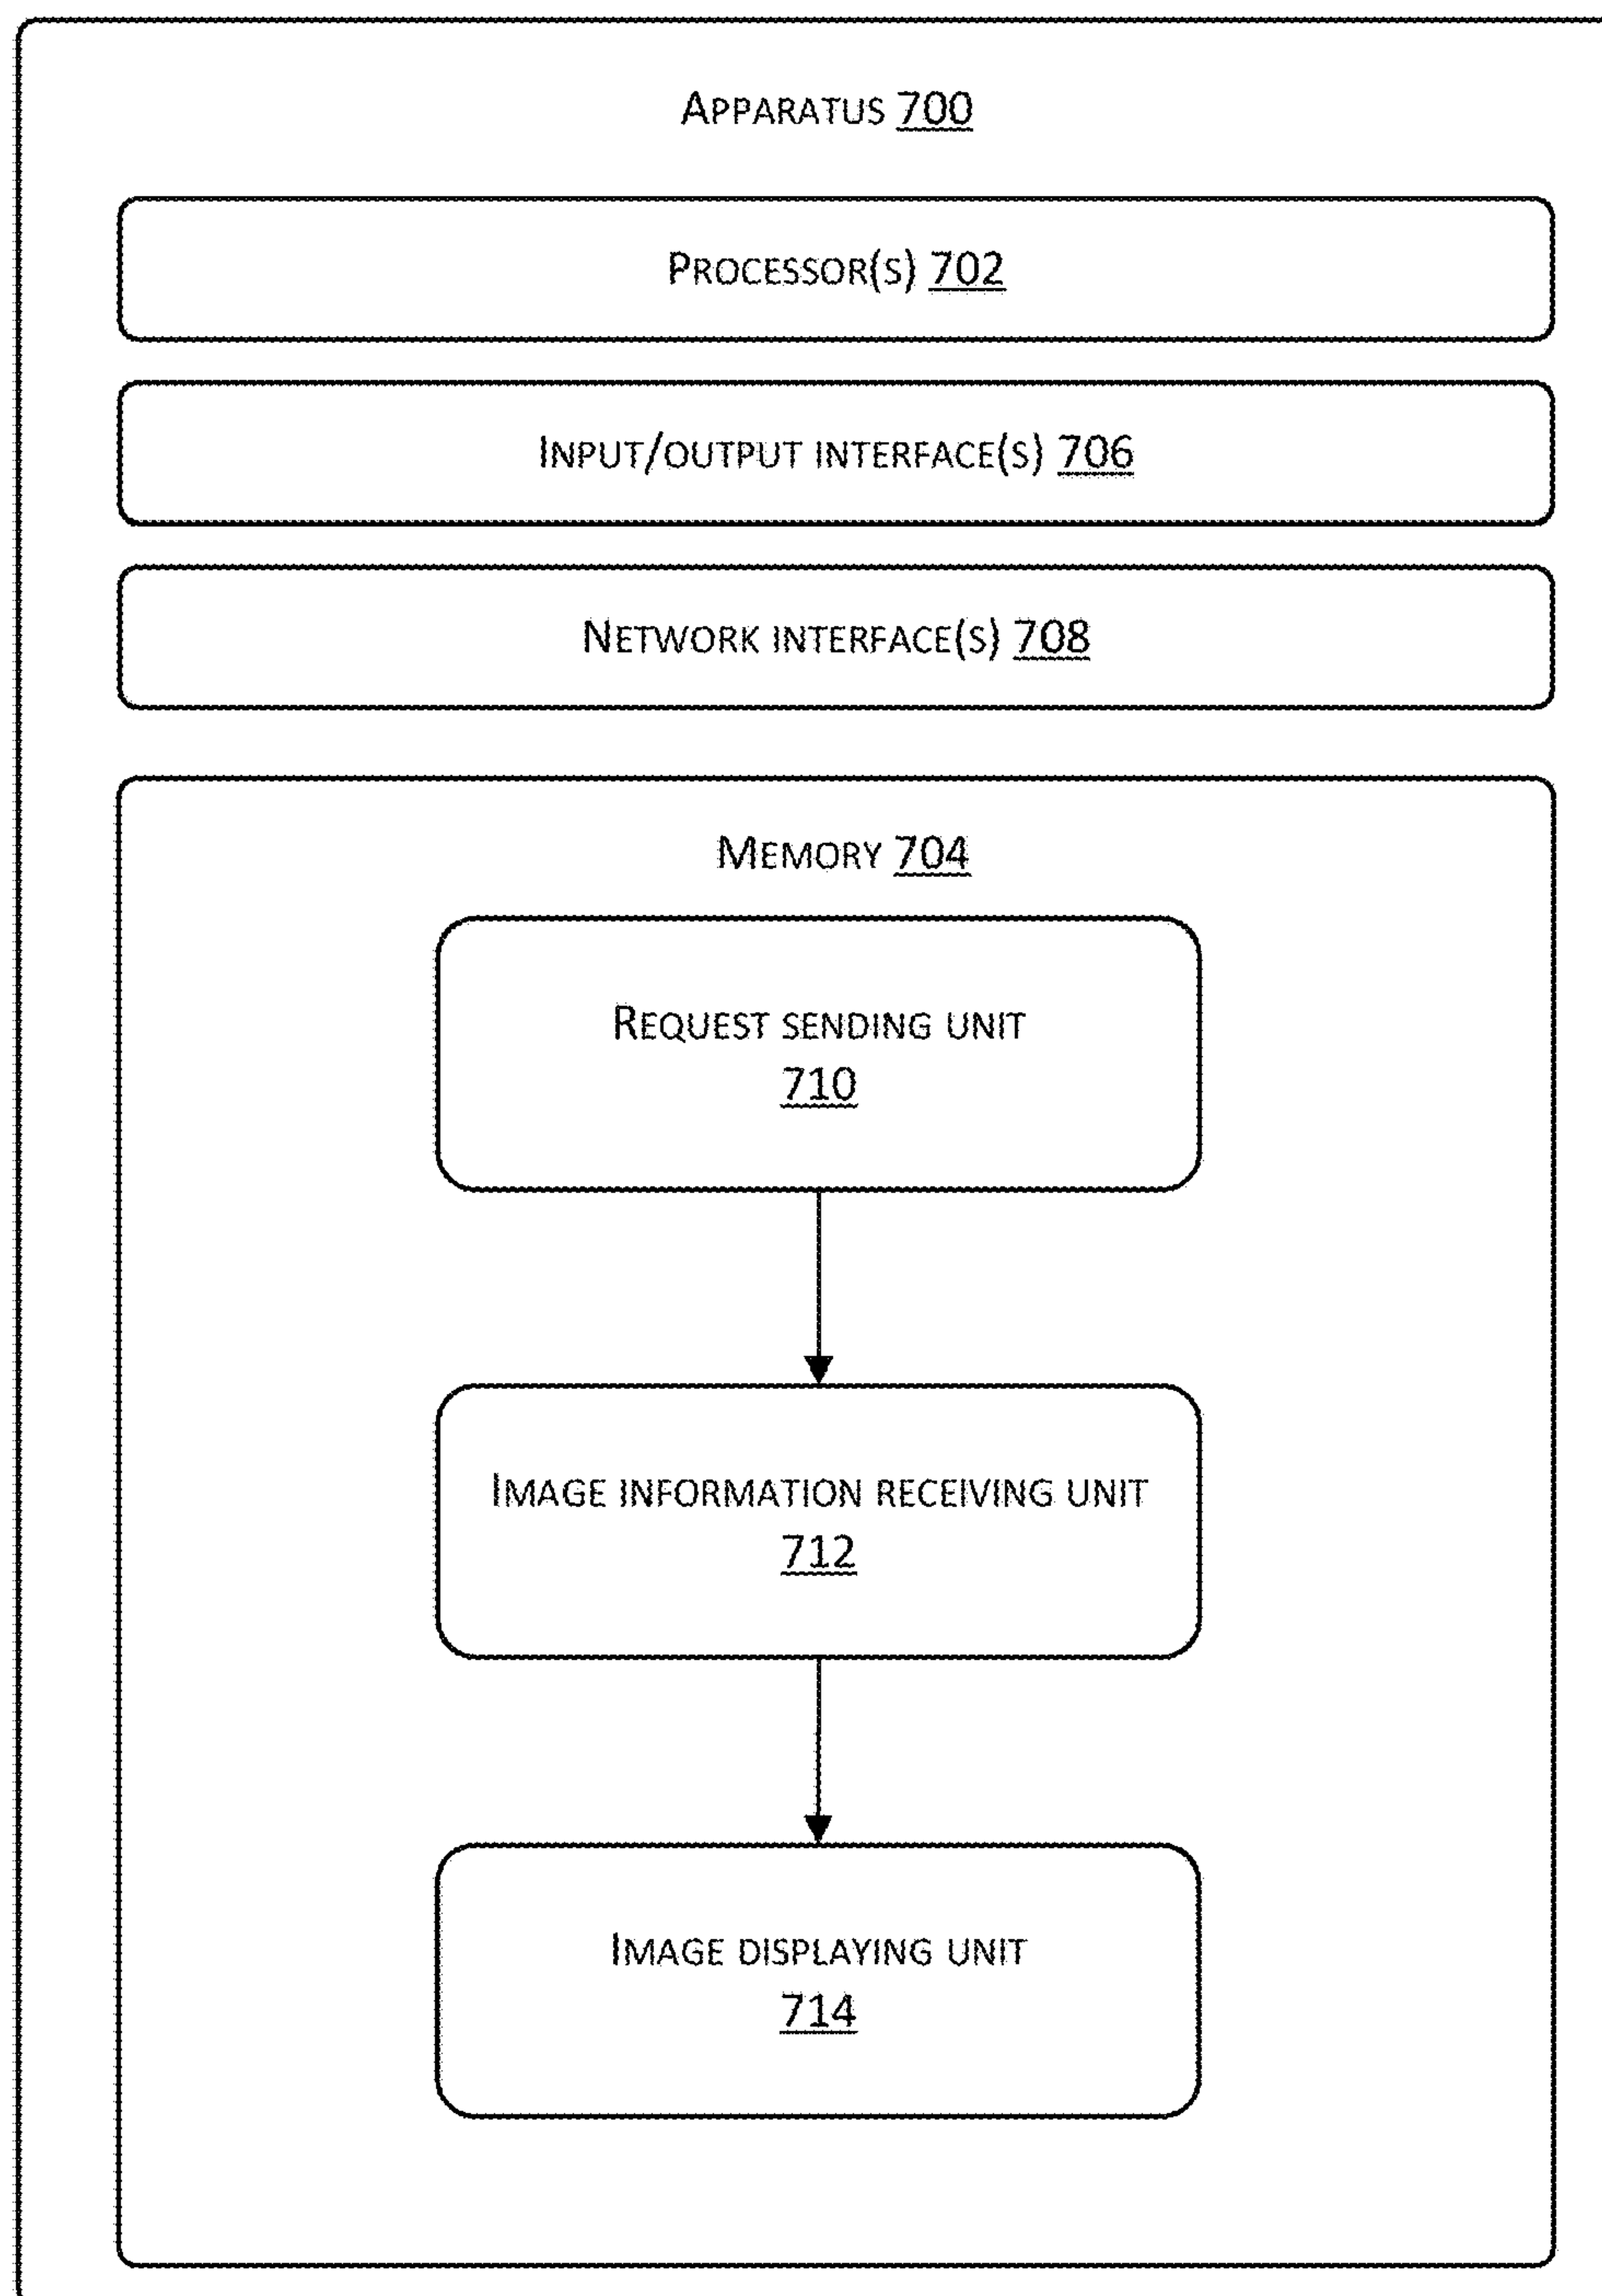 Apparatus 700
Processor(s) 702
Input/output interface(s) 706
Network interface(s) 708
Memory 704
Request sending unit
710
Image information receiving unit
712
Image displaying unit
714